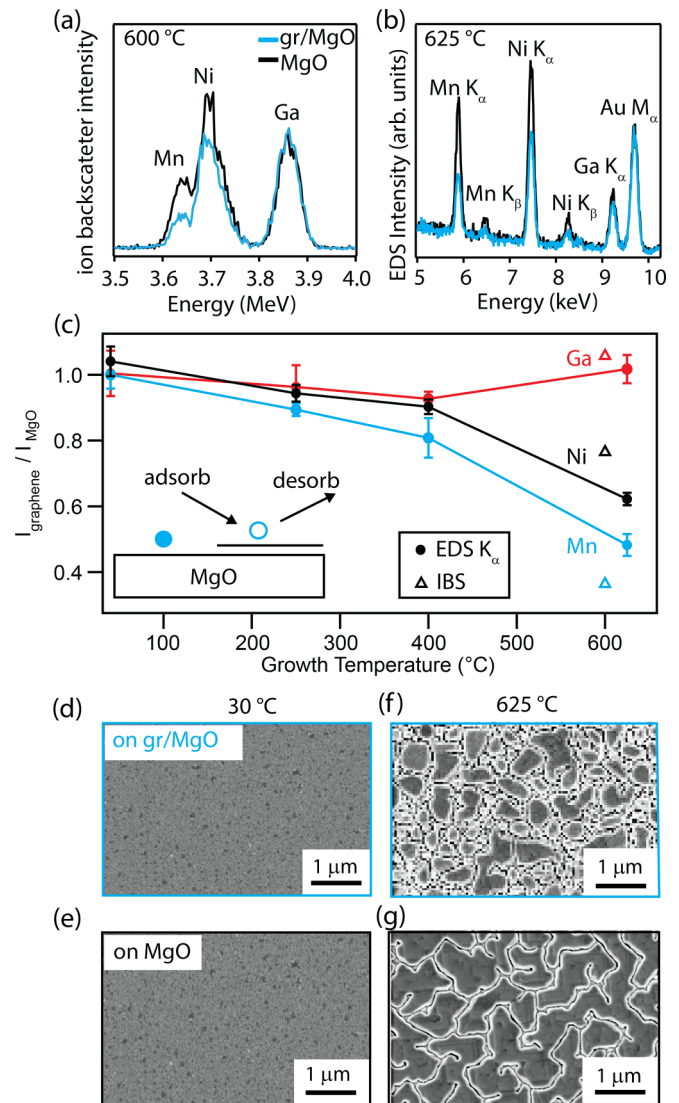 (a)
600 °C
gr/MgO
MgO
Ni
Ga
Mn
ion backscateter intensity
3.5 3.6 3.7 3.8 3.9 4.0
Energy (MeV)
(b)
625 °C
Ni Kα
Mn Kα
Au Mα
Ga Kα
Mn Kβ
Ni Kβ
EDS Intensity (arb. units)
5 6 7 8 9 10
Energy (keV)
(c)
1.0
0.8
0.6
0.4
I graphene / I MgO
Ga
Ni
Mn
adsorb
desorb
MgO
EDS Kα
IBS
100 200 300 400 500 600
Growth Temperature (°C)
(d)
30 °C
on gr/MgO
1 μm
(f)
625 °C
1 μm
(e)
on MgO
1 μm
(g)
1 μm